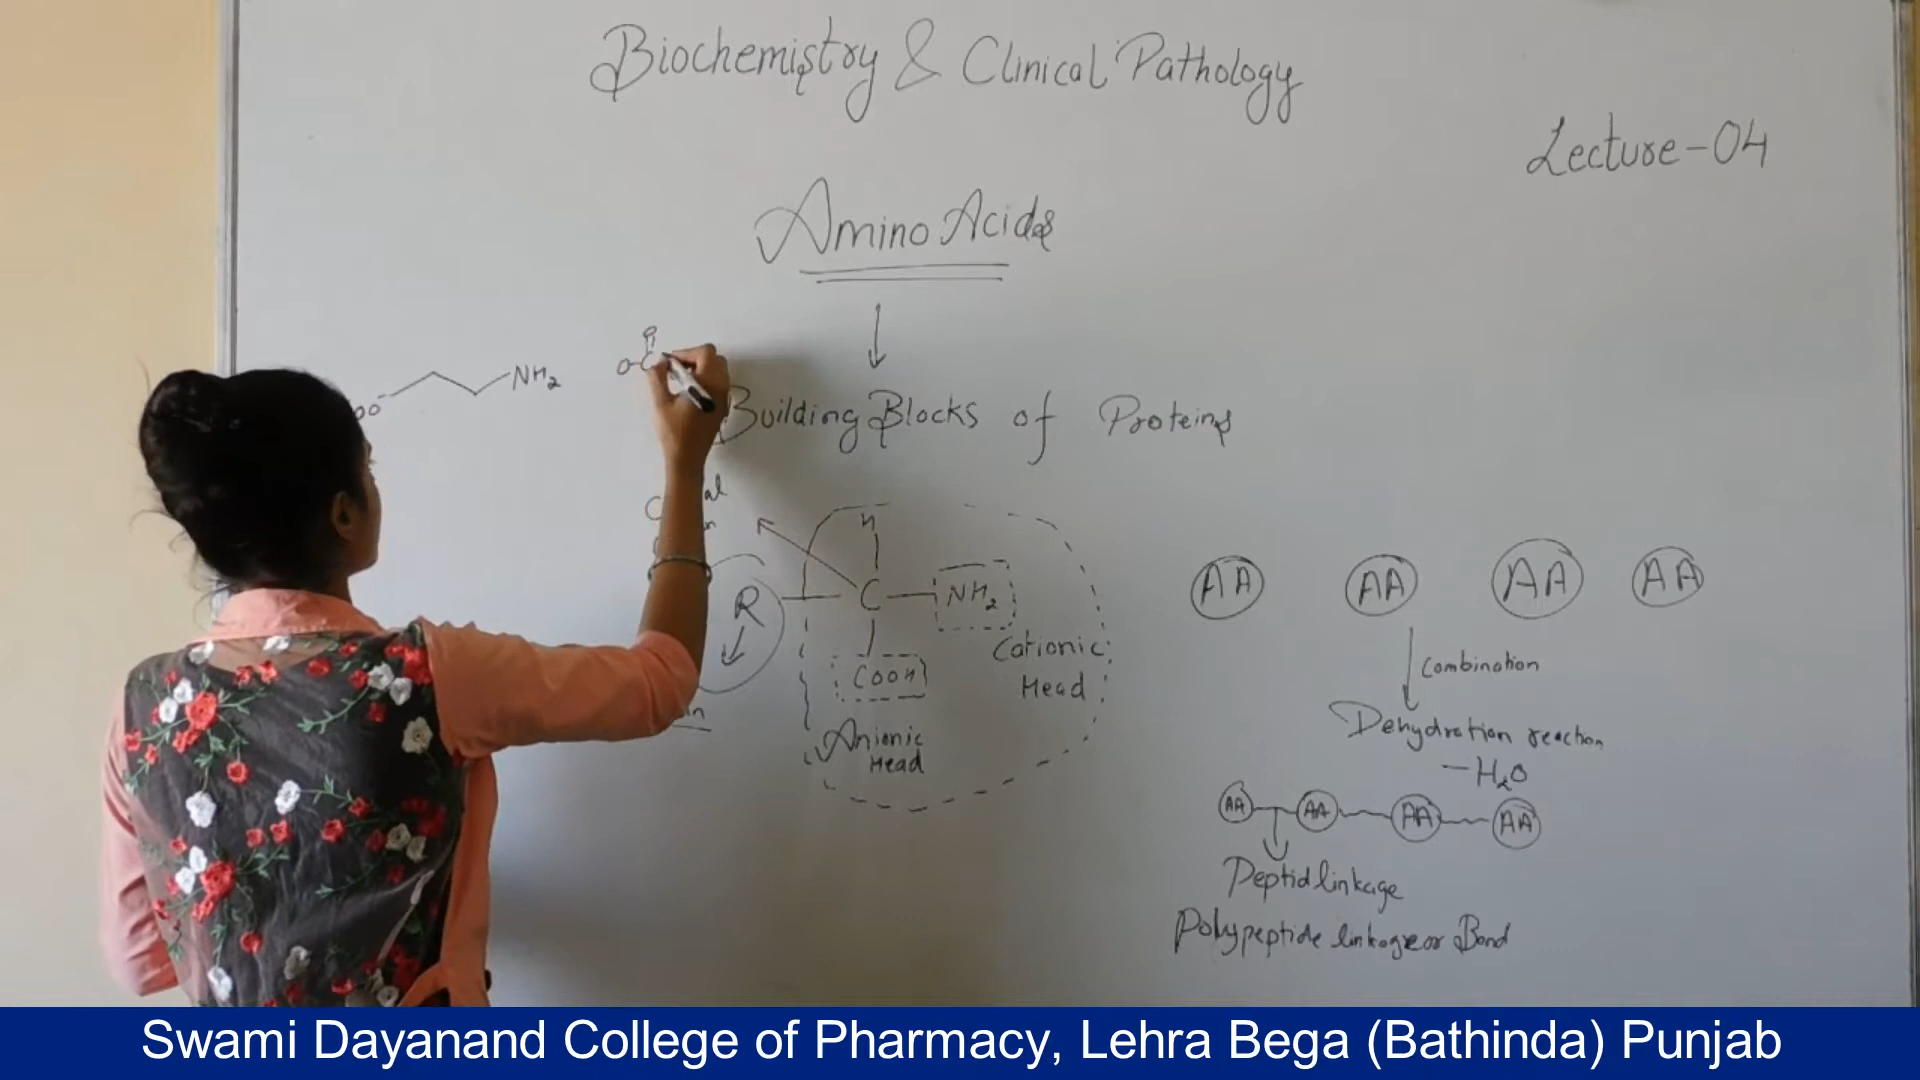 Biochemistry & Clinical Pathology
Lecture-04
Amino Acids
NH2
O
O-C
Building Blocks of Proteins
H
R C NH2
COOH
Cationic
Head
Anionic
Head
AA AA AA AA
Combination
Dehydration reaction
-H2O
AA AA AA AA
Peptid linkage
Polypeptide linkage or Bond
Swami Dayanand College of Pharmacy, Lehra Bega (Bathinda) Punjab